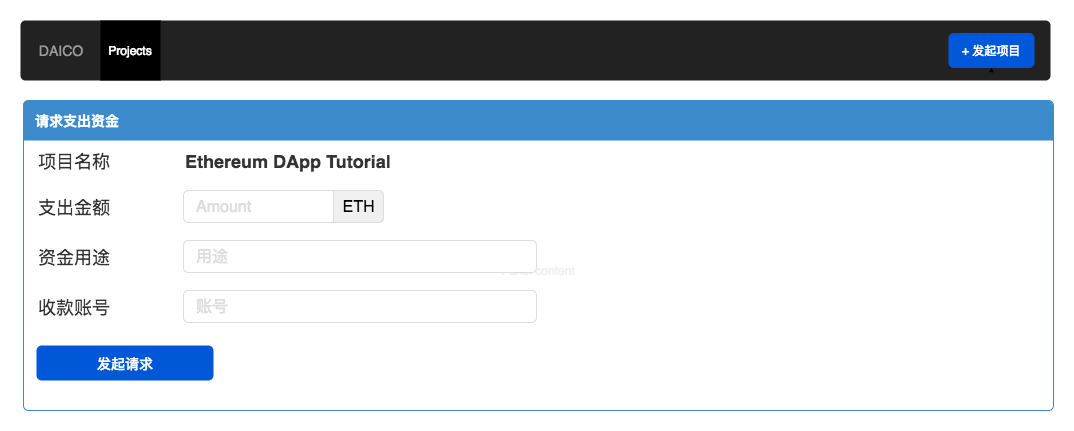 DAICO Projects + 发起项目
请求支出资金
项目名称 Ethereum DApp Tutorial
支出金额 Amount ETH
资金用途 用途
content
收款账号 账号
发起请求